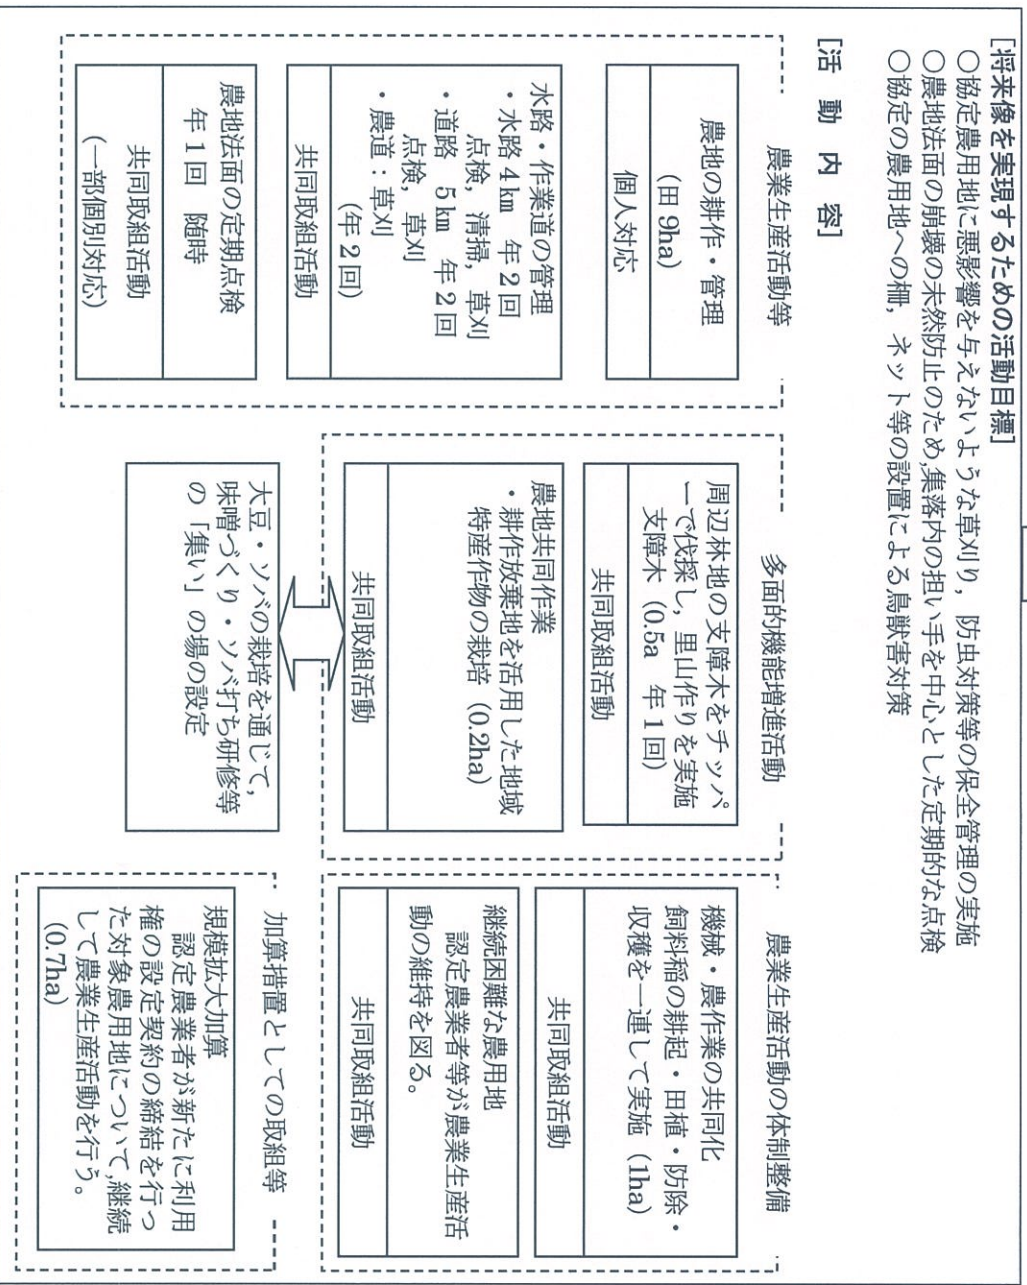 [将来像を実現するための活動目標]
○協定農用地に悪影響を与えないような草刈り，防虫対策等の保全管理の実施
○農地法面の崩壊の未然防止のため,集落内の担い手を中心とした定期的な点検
○協定の農用地への柵，ネット等の設置による鳥獣害対策
[活 動 内 容]
農業生産活動等
農地の耕作・管理
(田 9ha)
個人対応
水路・作業道の管理
・水路 4 km 年 2 回
点検，清掃，草刈
・道路 5 km 年 2 回
点検，草刈
・農道：草刈
(年 2 回)
共同取組活動
農地法面の定期点検
年 1 回 随時
共同取組活動
(一部個別対応)
多面的機能増進活動
周辺林地の支障木をチッパ
ーで伐採し，里山作りを実施
支障木（0.5a 年 1 回）
共同取組活動
農地共同作業
・耕作放棄地を活用した地域
特産作物の栽培（0.2ha）
共同取組活動
大豆・ソバの栽培を通じて，
味噌づくり・ソバ打ち研修等
の「集い」の場の設定
農業生産活動の体制整備
機械・農作業の共同化
飼料稲の耕起・田植・防除・
収穫を一連して実施（1ha）
共同取組活動
継続困難な農用地
認定農業者等が農業生産活
動の維持を図る。
共同取組活動
加算措置としての取組等
規模拡大加算
認定農業者が新たに利用
権の設定契約の締結を行っ
た対象農用地について,継続
して農業生産活動を行う。
(0.7ha)